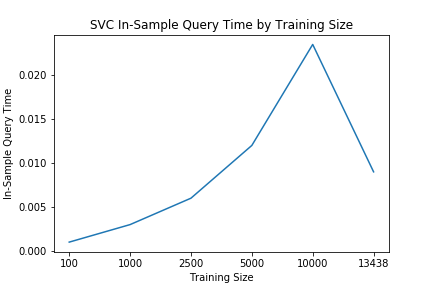 SVC In-Sample Query Time by Training Size
In-Sample Query Time
0.020
0.015
0.010
0.005
0.000
100 1000 2500 5000 10000 13438
Training Size